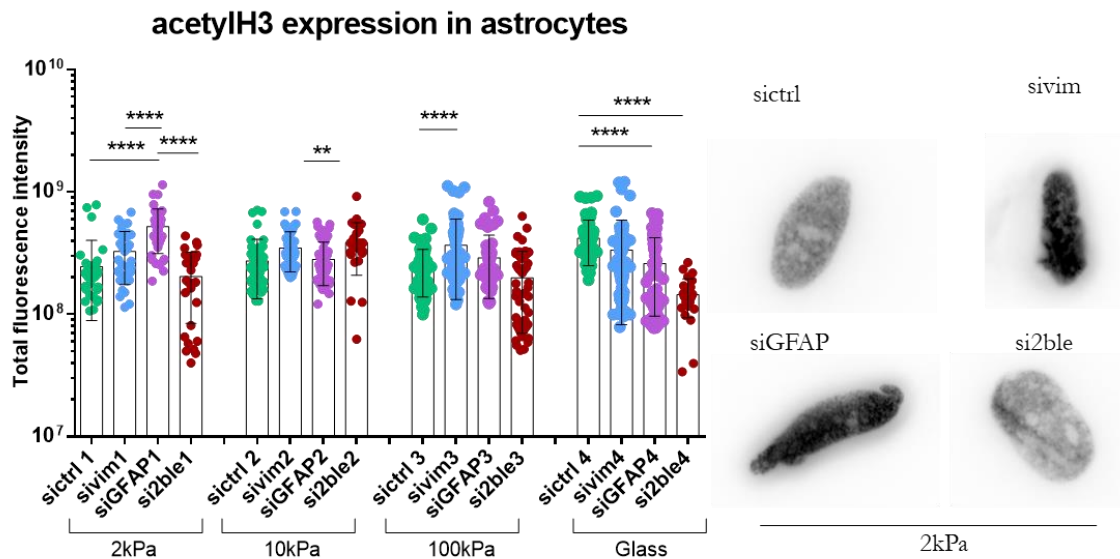 acetylH3 expression in astrocytes
Total fluorescence intensity
10^10
10^9
10^8
10^7
**** **** ****
**
****
**** ****
sictrl 1 sivim1 siGFAP1 si2ble1
sictrl 2 sivim2 siGFAP2 si2ble2
sictrl 3 sivim3 siGFAP3 si2ble3
sictrl 4 sivim4 siGFAP4 si2ble4
2kPa 10kPa 100kPa Glass
sictrl sivim
siGFAP si2ble
2kPa